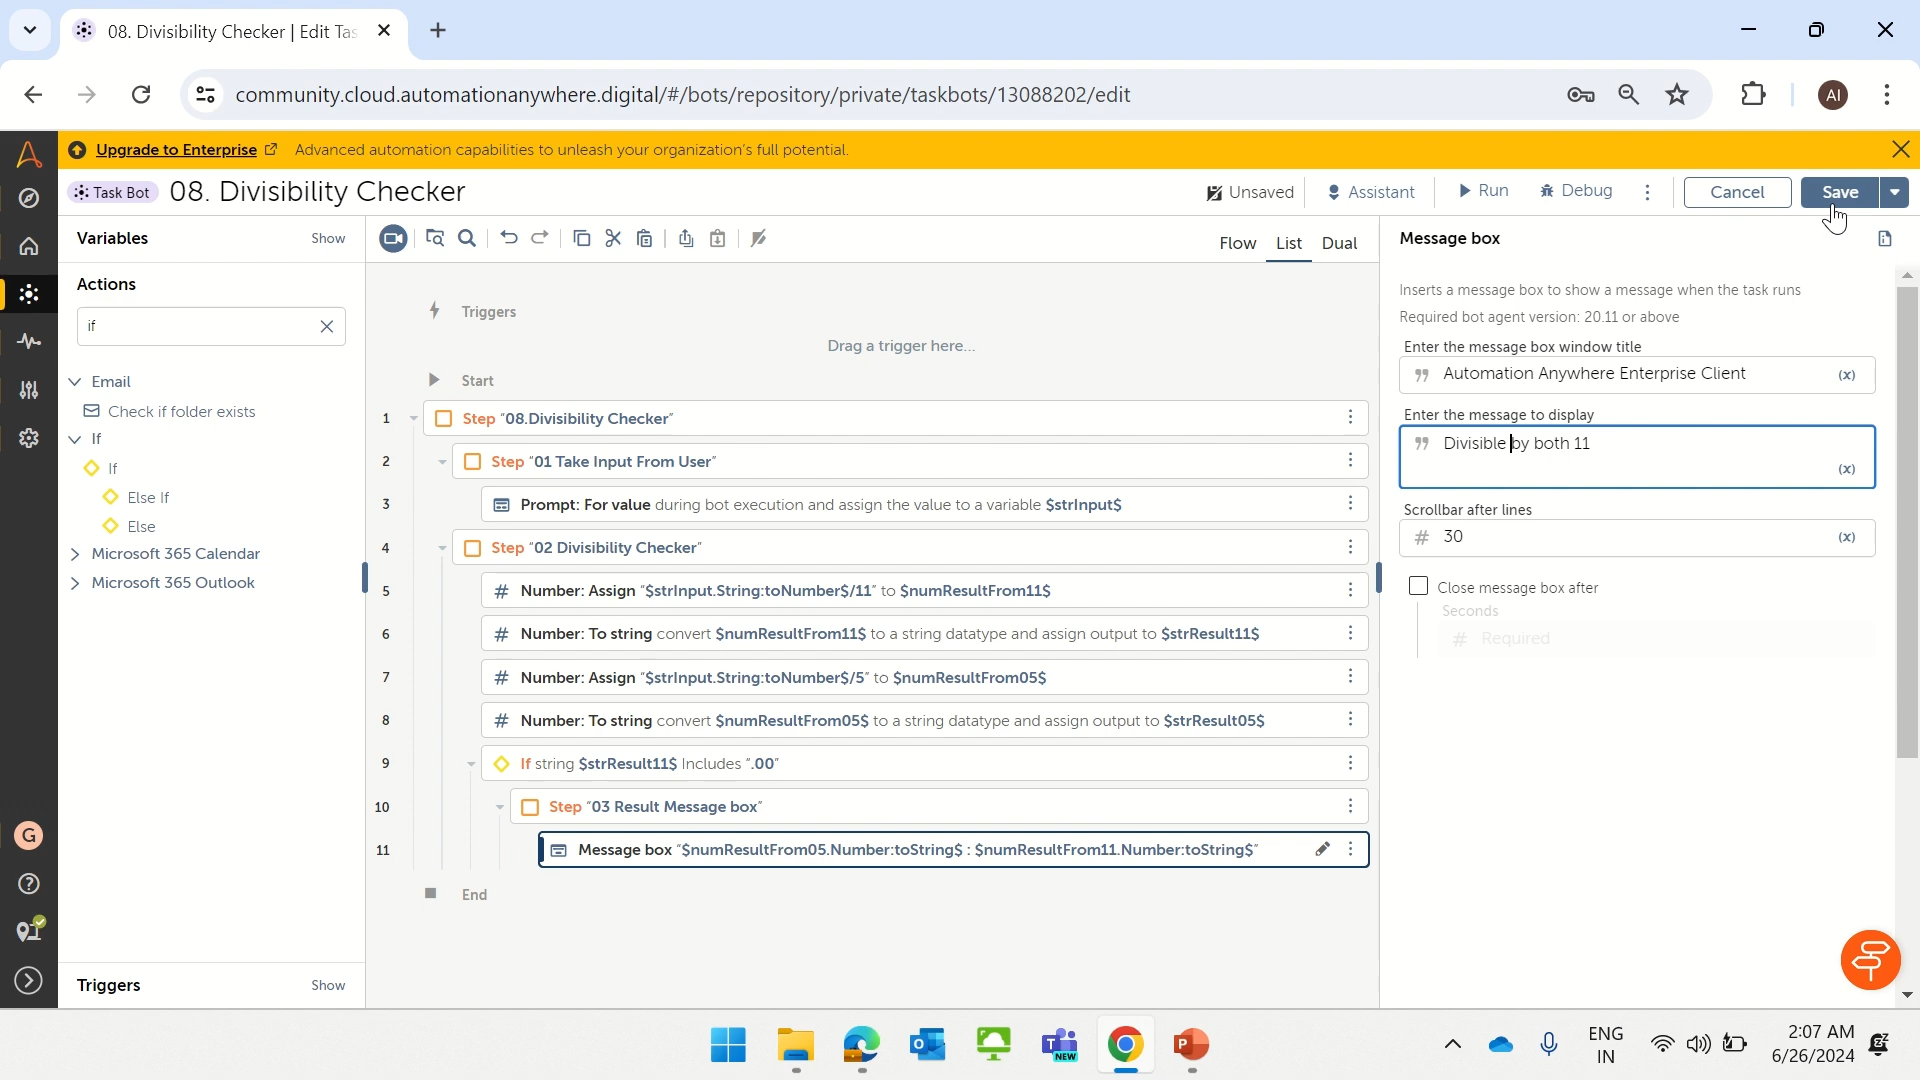 08. Divisibility Checker | Edit Tas
community.cloud.automationanywhere.digital/#/bots/repository/private/taskbots/13088202/edit
AI
Upgrade to Enterprise Advanced automation capabilities to unleash your organization's full potential.
Task Bot 08. Divisibility Checker Unsaved Assistant Run Debug Cancel Save
Variables Show
Actions
if
Email
Check if folder exists
If
If
Else If
Else
Microsoft 365 Calendar
Microsoft 365 Outlook
Triggers Show
G
Flow List Dual
Triggers
Drag a trigger here...
Start
1 Step "08.Divisibility Checker"
2 Step "01 Take Input From User"
3 Prompt: For value during bot execution and assign the value to a variable $strInput$
4 Step "02 Divisibility Checker"
5 # Number: Assign "$strInput.String:toNumber$/11" to $numResultFrom11$
6 # Number: To string convert $numResultFrom11$ to a string datatype and assign output to $strResult11$
7 # Number: Assign "$strInput.String:toNumber$/5" to $numResultFrom05$
8 # Number: To string convert $numResultFrom05$ to a string datatype and assign output to $strResult05$
9 If string $strResult11$ Includes ".00"
10 Step "03 Result Message box"
11 Message box "$numResultFrom05.Number:toString$ : $numResultFrom11.Number:toString$"
End
Message box
Inserts a message box to show a message when the task runs
Required bot agent version: 20.11 or above
Enter the message box window title
Automation Anywhere Enterprise Client (x)
Enter the message to display
Divisible by both 11
(x)
Scrollbar after lines
# 30 (x)
Close message box after
Seconds
# Required
NEW
ENG
IN
2:07 AM
6/26/2024